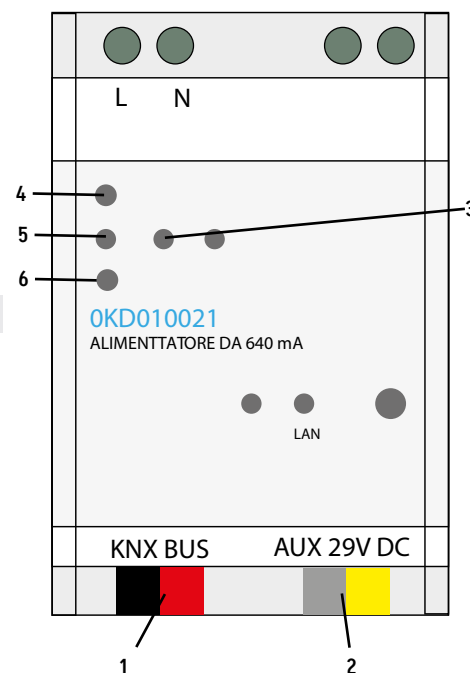 L N
4
3
5
6
0KD010021
ALIMENTTATORE DA 640 mA
LAN
KNX BUS AUX 29V DC
1 2